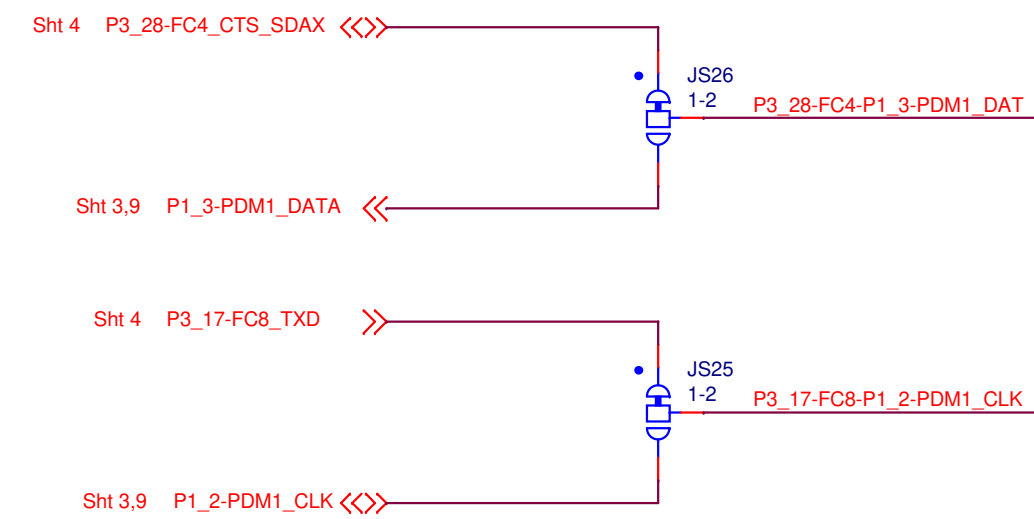 Sht 4 P3_28-FC4_CTS_SDAX
JS26
1-2
P3_28-FC4-P1_3-PDM1_DAT
Sht 3,9 P1_3-PDM1_DATA
Sht 4 P3_17-FC8_TXD
JS25
1-2
P3_17-FC8-P1_2-PDM1_CLK
Sht 3,9 P1_2-PDM1_CLK